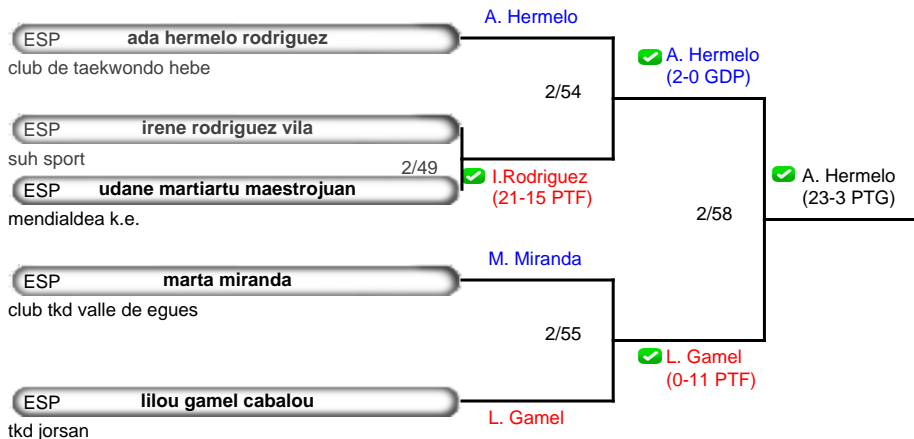 A. Hermelo
ESP ada hermelo rodriguez
club de taekwondo hebe
A. Hermelo
(2-0 GDP)
2/54
ESP irene rodriguez vila
suh sport
2/49
I.Rodriguez
(21-15 PTF)
ESP udane martiartu maestrojuan
mendialdea k.e.
A. Hermelo
(23-3 PTG)
2/58
M. Miranda
ESP marta miranda
club tkd valle de egues
2/55
L. Gamel
(0-11 PTF)
ESP lilou gamel cabalou
L. Gamel
tkd jorsan